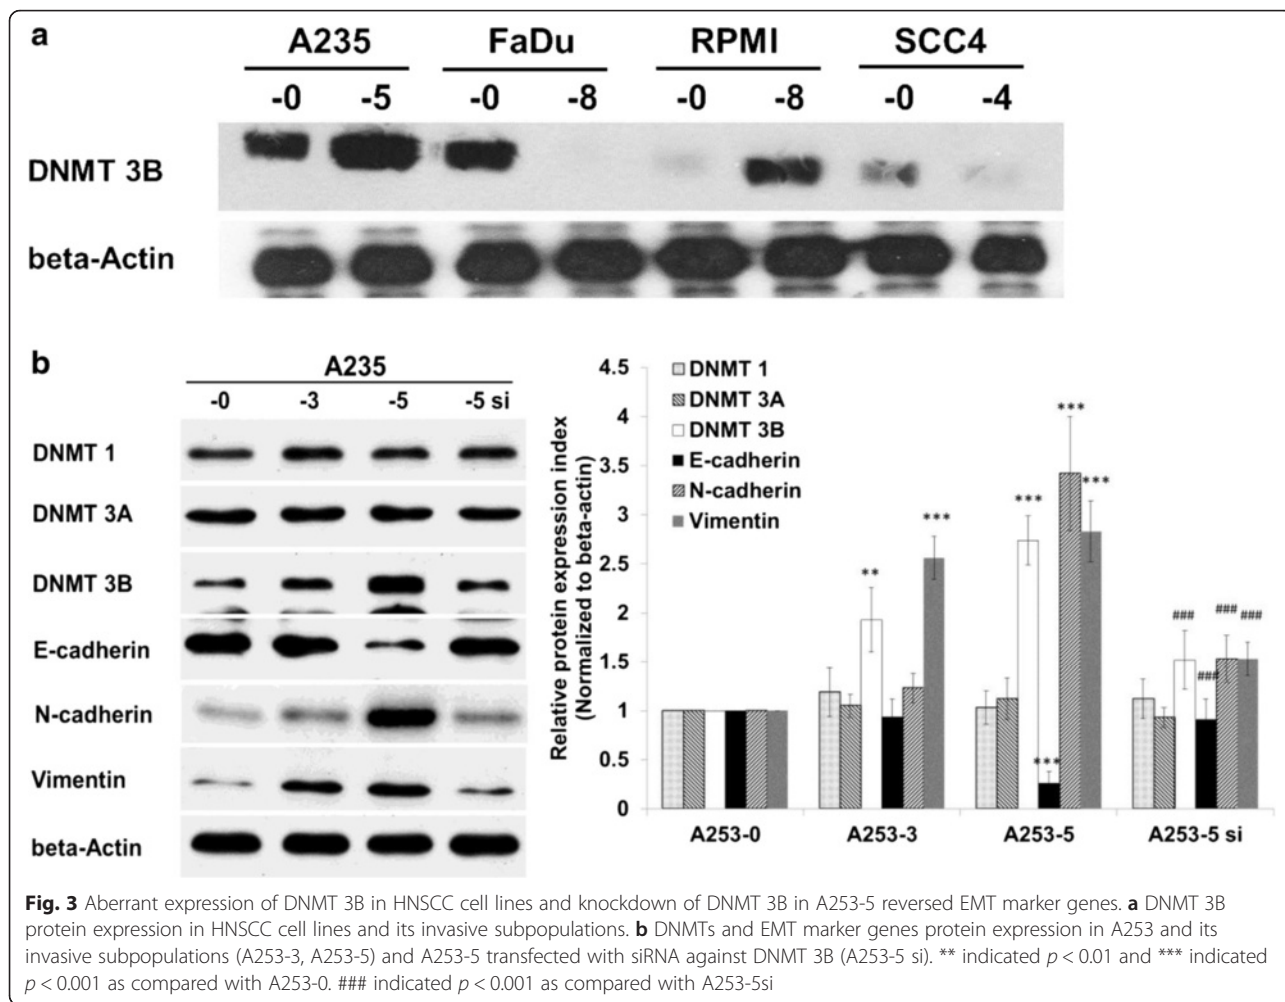 a
A235 FaDu RPMI SCC4
-0 -5 -0 -8 -0 -8 -0 -4
DNMT 3B
beta-Actin
b
A235
-0 -3 -5 -5 si
DNMT 1
DNMT 3A
DNMT 3B
E-cadherin
N-cadherin
Vimentin
beta-Actin
Relative protein expression index
(Normalized to beta-actin)
4.5
4
3.5
3
2.5
2
1.5
1
0.5
0
DNMT 1
DNMT 3A
DNMT 3B
E-cadherin
N-cadherin
Vimentin
** ***
*** *** *** ***
### ### ### ###
A253-0 A253-3 A253-5 A253-5 si
Fig. 3 Aberrant expression of DNMT 3B in HNSCC cell lines and knockdown of DNMT 3B in A253-5 reversed EMT marker genes. a DNMT 3B
protein expression in HNSCC cell lines and its invasive subpopulations. b DNMTs and EMT marker genes protein expression in A253 and its
invasive subpopulations (A253-3, A253-5) and A253-5 transfected with siRNA against DNMT 3B (A253-5 si). ** indicated p < 0.01 and *** indicated
p < 0.001 as compared with A253-0. ### indicated p < 0.001 as compared with A253-5si